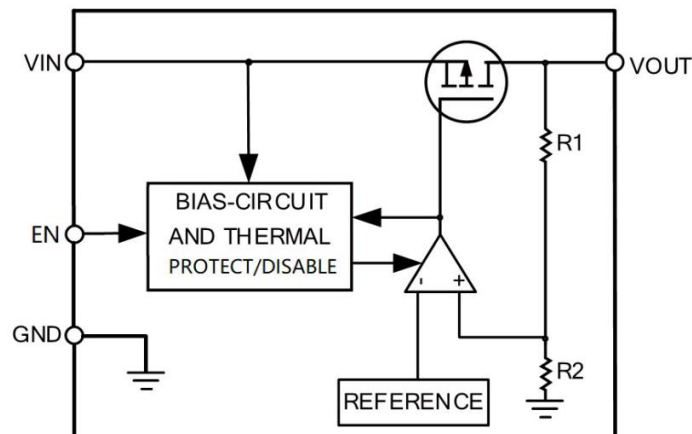 VIN
VOUT
R1
BIAS-CIRCUIT
AND THERMAL
PROTECT/DISABLE
EN
- +
GND
R2
REFERENCE